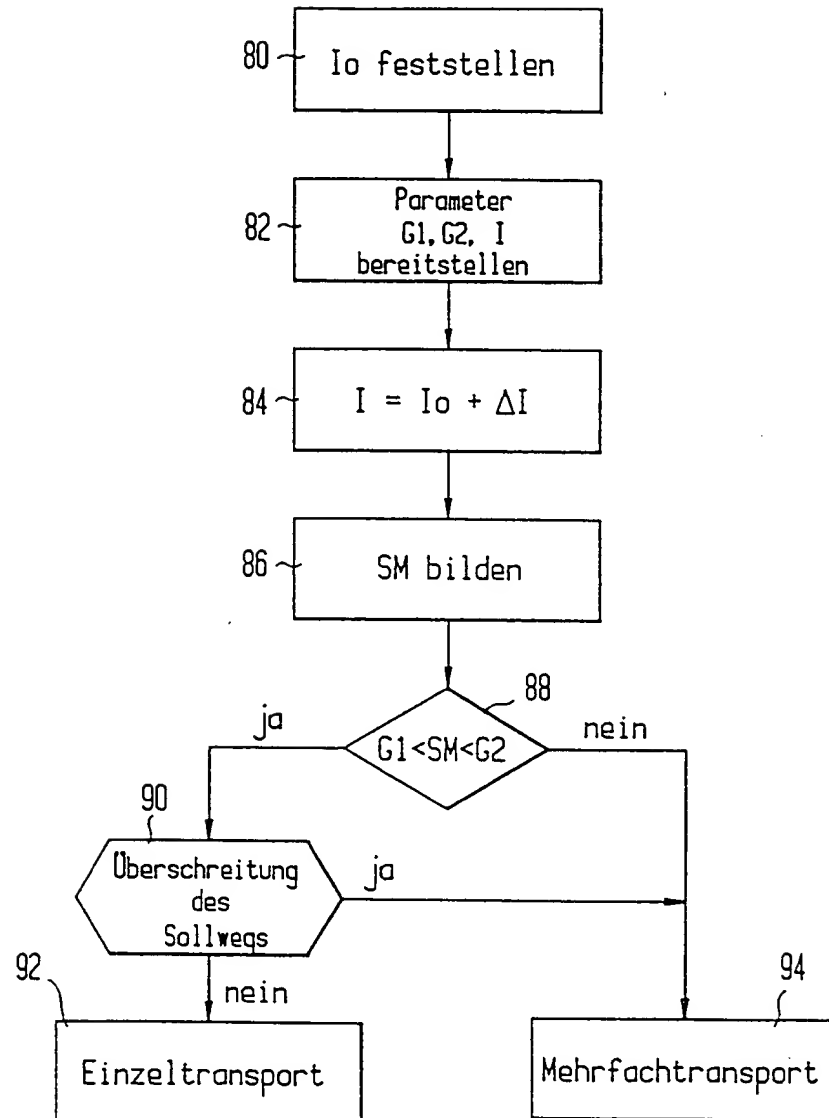 80
Io feststellen
82
Parameter
G1, G2, I
bereitstellen
84
I = Io + ΔI
86
SM bilden
88
ja
G1<SM<G2
nein
90
Überschreitung
des
Sollwegs
ja
92
nein
94
Einzeltransport
Mehrfachtransport